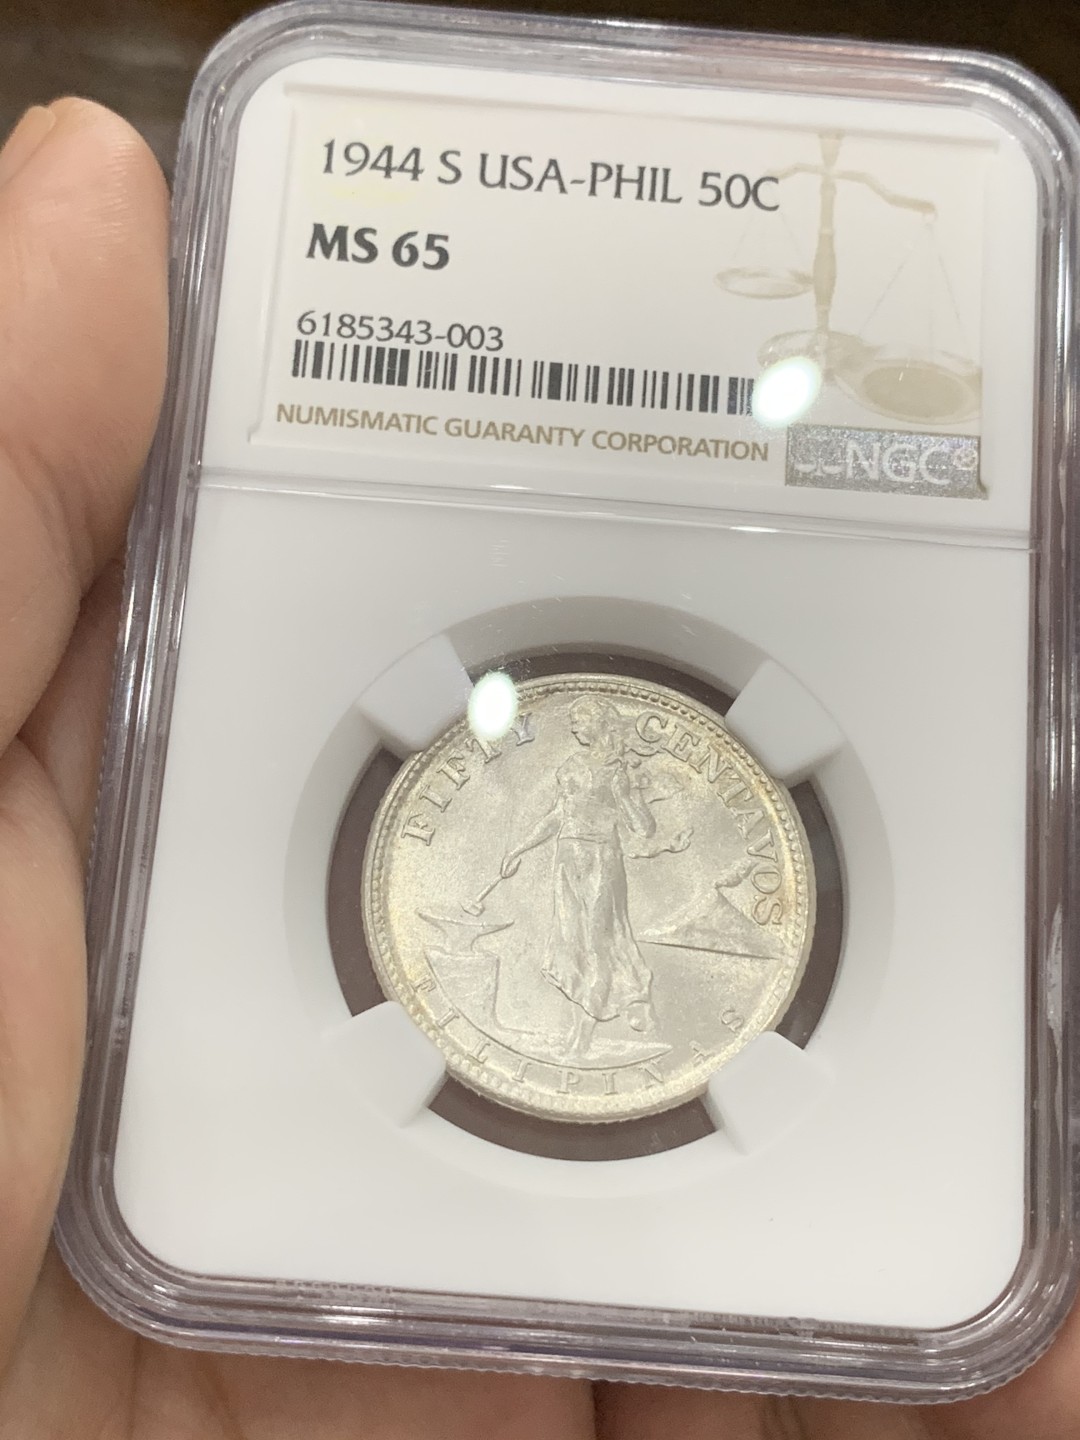 1944 S USA-PHIL 50C
MS 65
6185343-003
NUMISMATIC GUARANTY CORPORATION
NGC®
FIFTY CENTAVOS
FILIPINAS